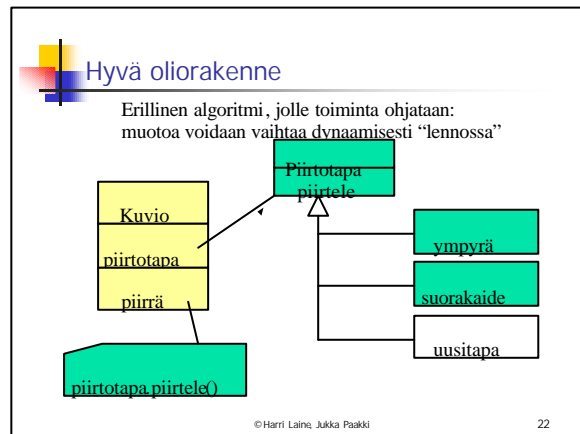 Hyvä oliorakenne
Erillinen algoritmi, jolle toiminta ohjataan:
muotoa voidaan vaihtaa dynaamisesti “lennossa”
Piirtotapa
piirtele
Kuvio
piirtotapa
piirrä
ympyrä
suorakaide
uusitapa
piirtotapa.piirtele()
© Harri Laine, Jukka Paakki
22